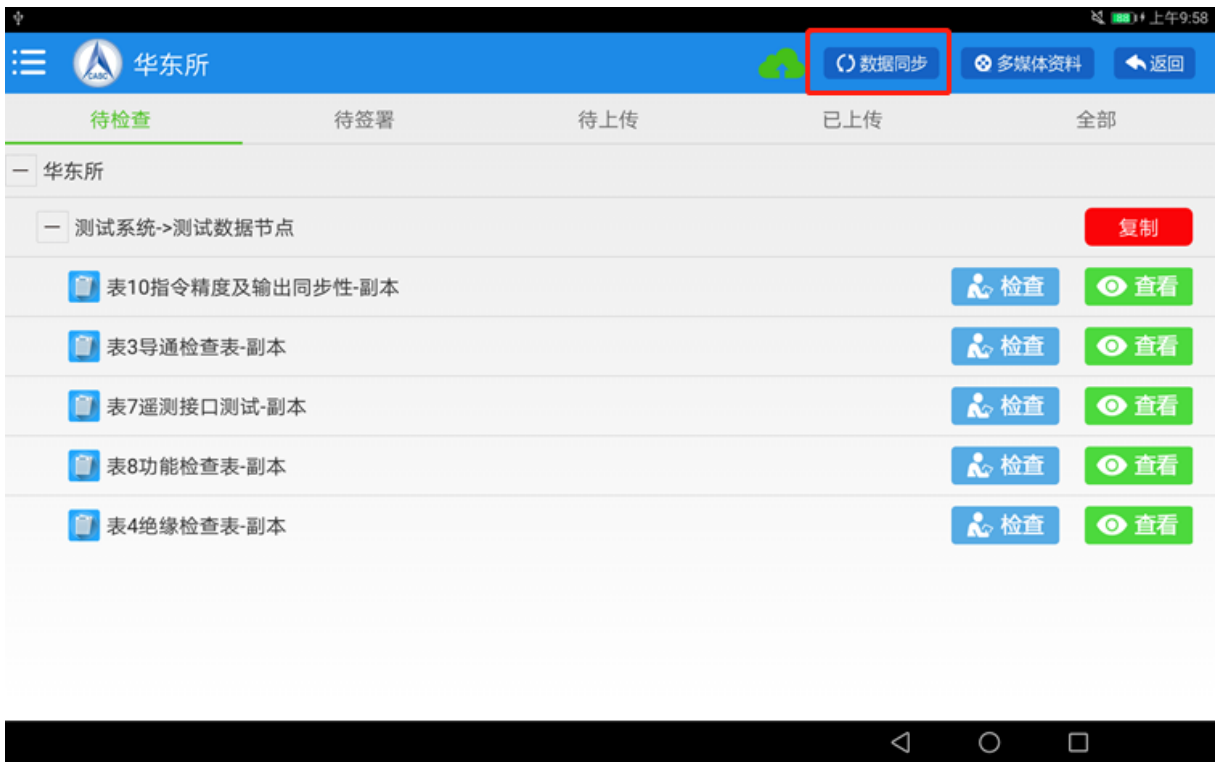 88 上午9:58
CASC 华东所 数据同步 多媒体资料 返回
待检查 待签署 待上传 已上传 全部
华东所
测试系统->测试数据节点 复制
表10指令精度及输出同步性-副本 检查 查看
表3导通检查表-副本 检查 查看
表7遥测接口测试-副本 检查 查看
表8功能检查表-副本 检查 查看
表4绝缘检查表-副本 检查 查看